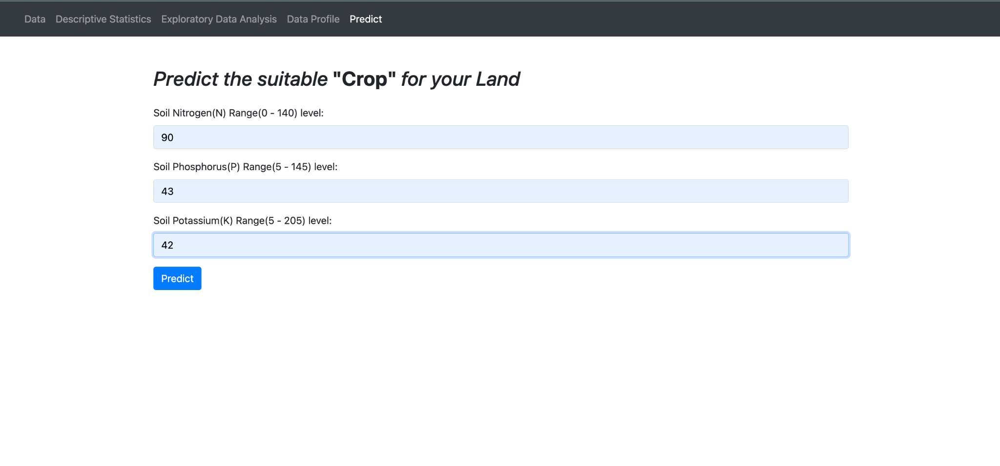 Data Descriptive Statistics Exploratory Data Analysis Data Profile Predict
Predict the suitable "Crop" for your Land
Soil Nitrogen(N) Range(0 - 140) level:
90
Soil Phosphorus(P) Range(5 - 145) level:
43
Soil Potassium(K) Range(5 - 205) level:
42
Predict